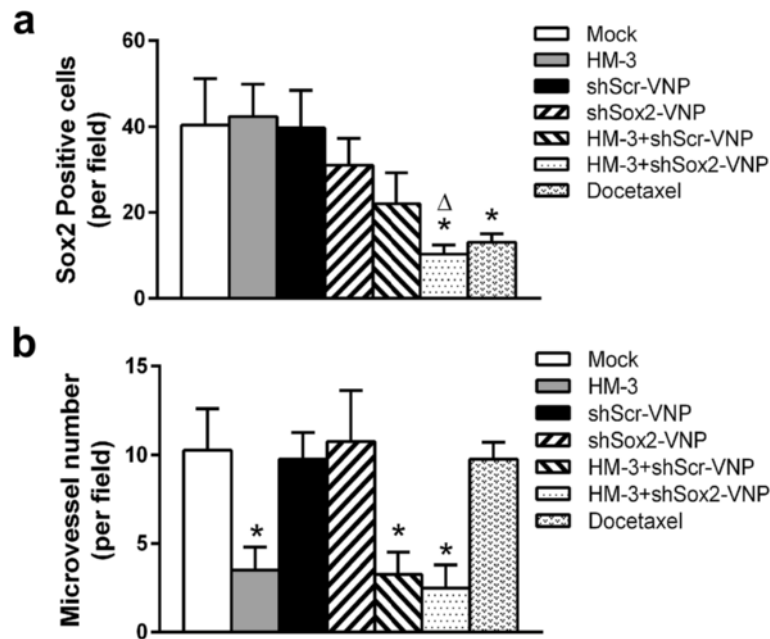 a
Sox2 Positive cells
(per field)
60
40
20
0
Δ
*
*
Mock
HM-3
shScr-VNP
shSox2-VNP
HM-3+shScr-VNP
HM-3+shSox2-VNP
Docetaxel
b
Microvessel number
(per field)
15
10
5
0
*
*
*
Mock
HM-3
shScr-VNP
shSox2-VNP
HM-3+shScr-VNP
HM-3+shSox2-VNP
Docetaxel